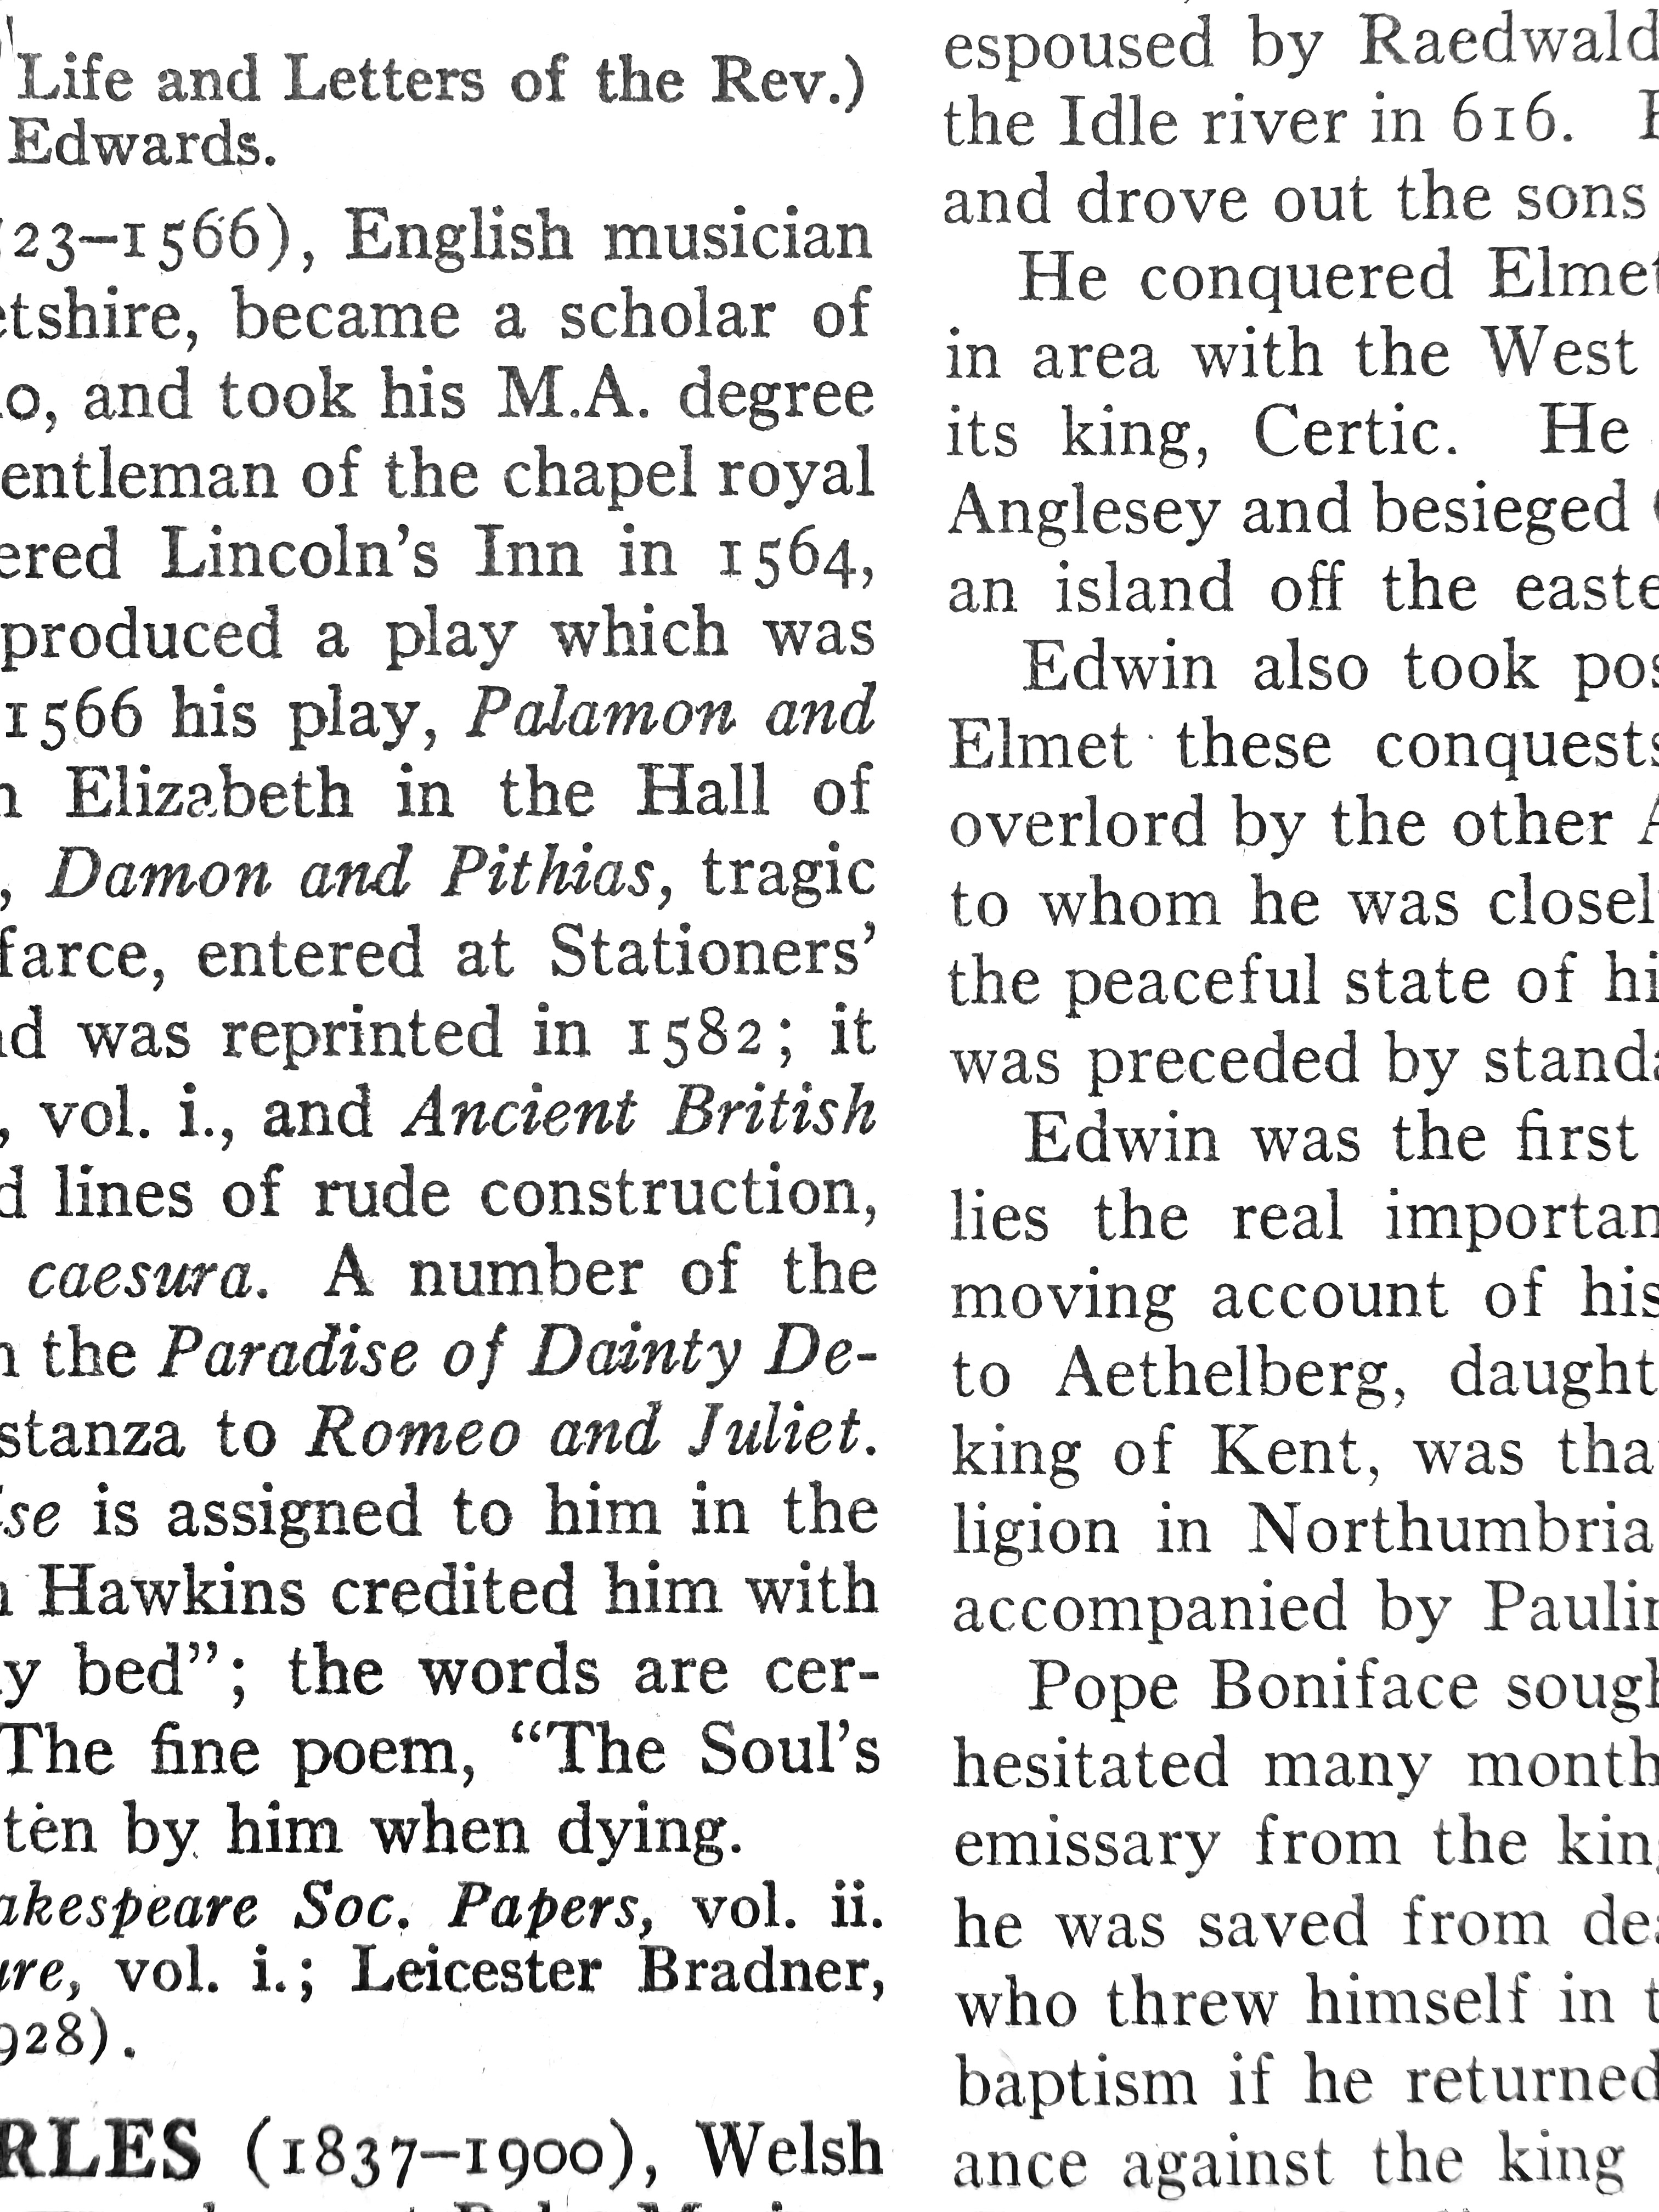 Life and Letters of the Rev.)
Edwards.
23–1566), English musician
etshire, became a scholar of
o, and took his M.A. degree
entleman of the chapel royal
ered Lincoln's Inn in 1564,
produced a play which was
1566 his play, Palamon and
Elizabeth in the Hall of
, Damon and Pithias, tragic
farce, entered at Stationers'
nd was reprinted in 1582; it
, vol. i., and Ancient British
d lines of rude construction,
caesura. A number of the
the Paradise of Dainty De-
stanza to Romeo and Juliet.
se is assigned to him in the
Hawkins credited him with
y bed"; the words are cer-
The fine poem, "The Soul's
ten by him when dying.
akespeare Soc. Papers, vol. ii.
ure, vol. i.; Leicester Bradner,
928).
RLES (1837–1900), Welsh
espoused by Raedwald
the Idle river in 616.
and drove out the sons
He conquered Elmet
in area with the West
its king, Certic. He
Anglesey and besieged
an island off the easte
Edwin also took pos
Elmet these conquests
overlord by the other A
to whom he was closel
the peaceful state of hi
was preceded by standa
Edwin was the first
lies the real importan
moving account of his
to Aethelberg, daught
king of Kent, was tha
ligion in Northumbria
accompanied by Paulin
Pope Boniface sough
hesitated many month
emissary from the king
he was saved from dea
who threw himself in t
baptism if he returned
ance against the king